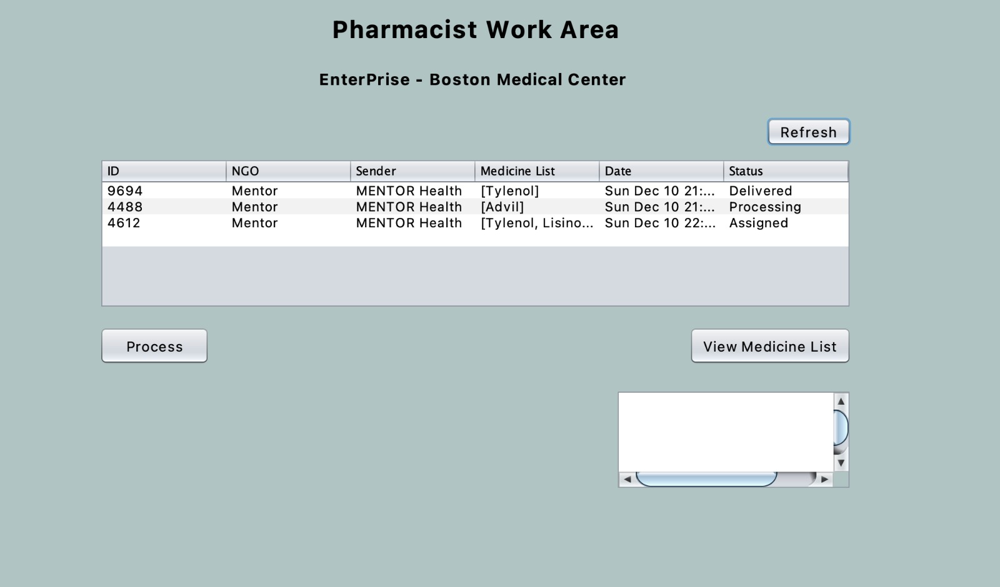 Pharmacist Work Area
EnterPrise - Boston Medical Center
Refresh
ID NGO Sender Medicine List Date Status
9694 Mentor MENTOR Health [Tylenol] Sun Dec 10 21:... Delivered
4488 Mentor MENTOR Health [Advil] Sun Dec 10 21:... Processing
4612 Mentor MENTOR Health [Tylenol, Lisino... Sun Dec 10 22:... Assigned
Process View Medicine List